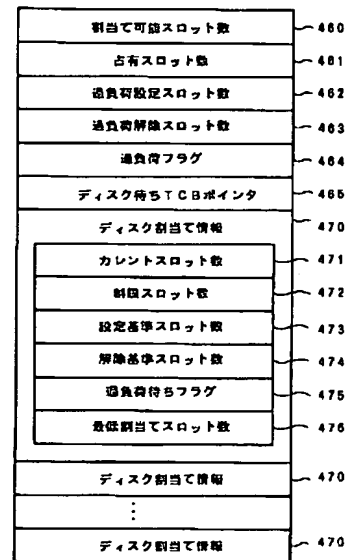 割当て可能スロット数 460
占有スロット数 461
過負荷設定スロット数 462
過負荷解除スロット数 463
過負荷フラグ 464
ディスク待ちTCBポインタ 465
ディスク割当て情報 470
カレントスロット数 471
制限スロット数 472
設定基準スロット数 473
解除基準スロット数 474
過負荷待ちフラグ 475
最低割当てスロット数 476
ディスク割当て情報 470
⋮
ディスク割当て情報 470